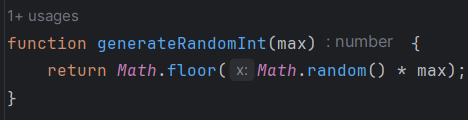 1+ usages
function generateRandomInt(max) : number {
    return Math.floor( x: Math.random() * max);
}